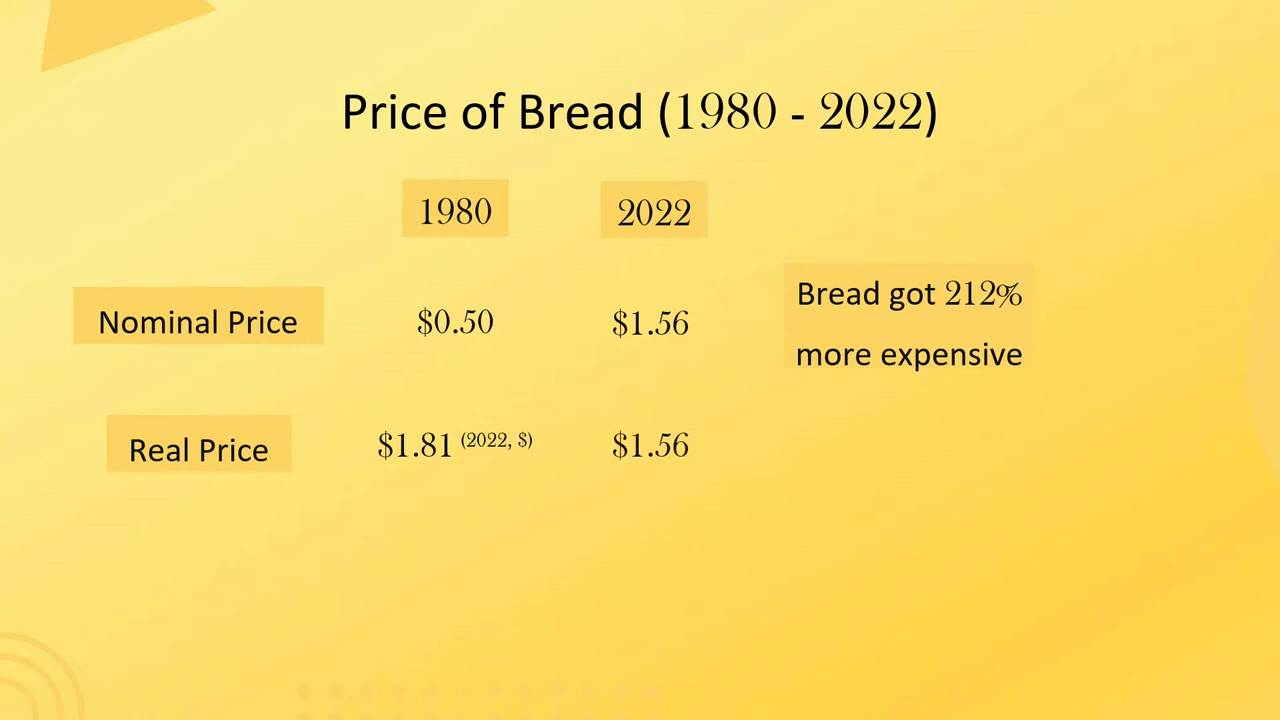 Price of Bread (1980 - 2022)
1980 2022
Nominal Price $0.50 $1.56
Bread got 212%
more expensive
Real Price $1.81 (2022, $) $1.56